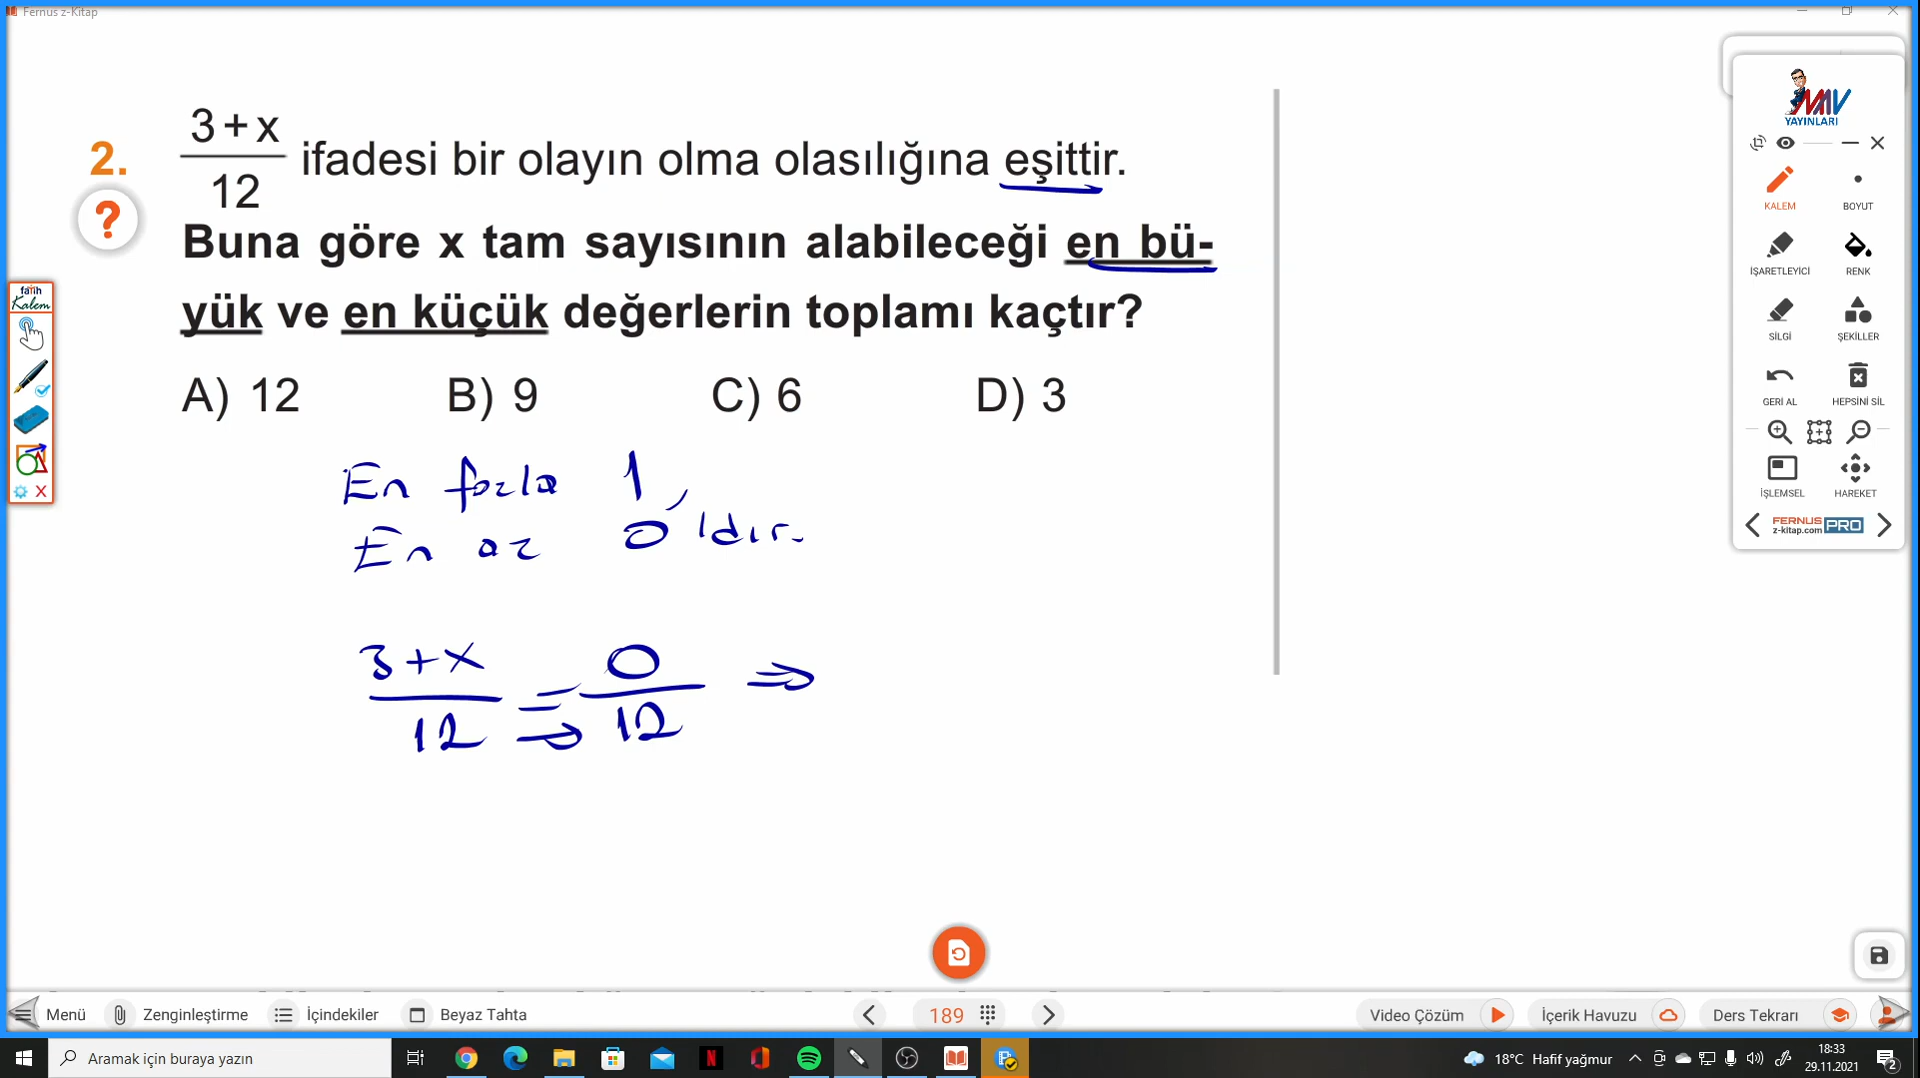 Fernus z-Kitap
2. 3+x
12 ifadesi bir olayın olma olasılığına eşittir.
?
Buna göre x tam sayısının alabileceği en bü-
yük ve en küçük değerlerin toplamı kaçtır?
A) 12 B) 9 C) 6 D) 3
En fazla 1,
En az 0'ldır.
3+x = 0 ⇒
12 ⇒ 12
fatih
Kalem
X
MAV
YAYINLARI
KALEM BOYUT
İŞARETLEYİCİ RENK
SİLGİ ŞEKİLLER
GERİ AL HEPSİNİ SİL
İŞLEMSEL HAREKET
FERNUS PRO
z-kitap.com
Menü Zenginleştirme İçindekiler Beyaz Tahta 189 Video Çözüm İçerik Havuzu Ders Tekrarı
Aramak için buraya yazın
N
18°C Hafif yağmur
18:33
29.11.2021
2